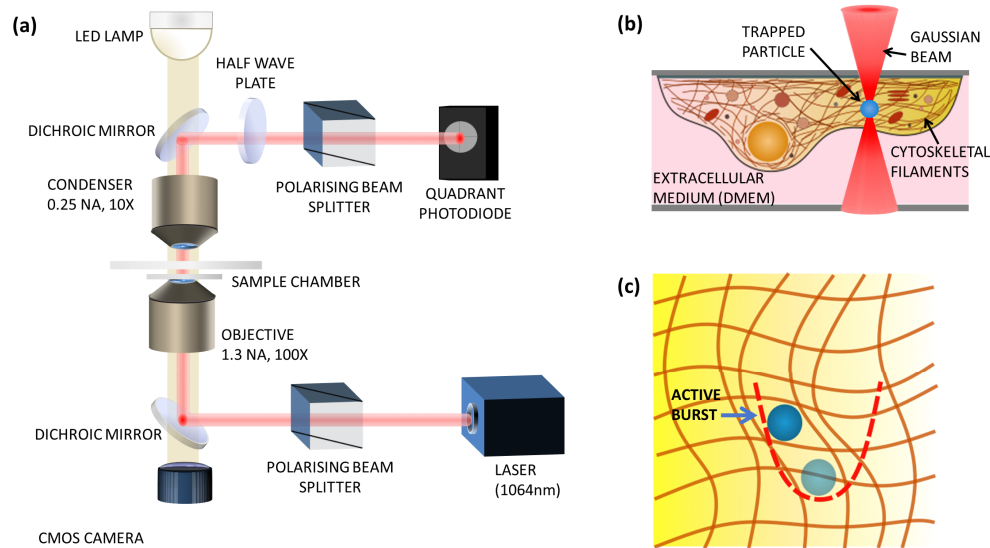 (a)
LED LAMP
HALF WAVE
PLATE
DICHROIC MIRROR
CONDENSER
0.25 NA, 10X
POLARISING BEAM
SPLITTER
QUADRANT
PHOTODIODE
SAMPLE CHAMBER
OBJECTIVE
1.3 NA, 100X
DICHROIC MIRROR
POLARISING BEAM
SPLITTER
LASER
(1064nm)
CMOS CAMERA
(b)
TRAPPED
PARTICLE
GAUSSIAN
BEAM
CYTOSKELETAL
FILAMENTS
EXTRACELLULAR
MEDIUM (DMEM)
(c)
ACTIVE
BURST